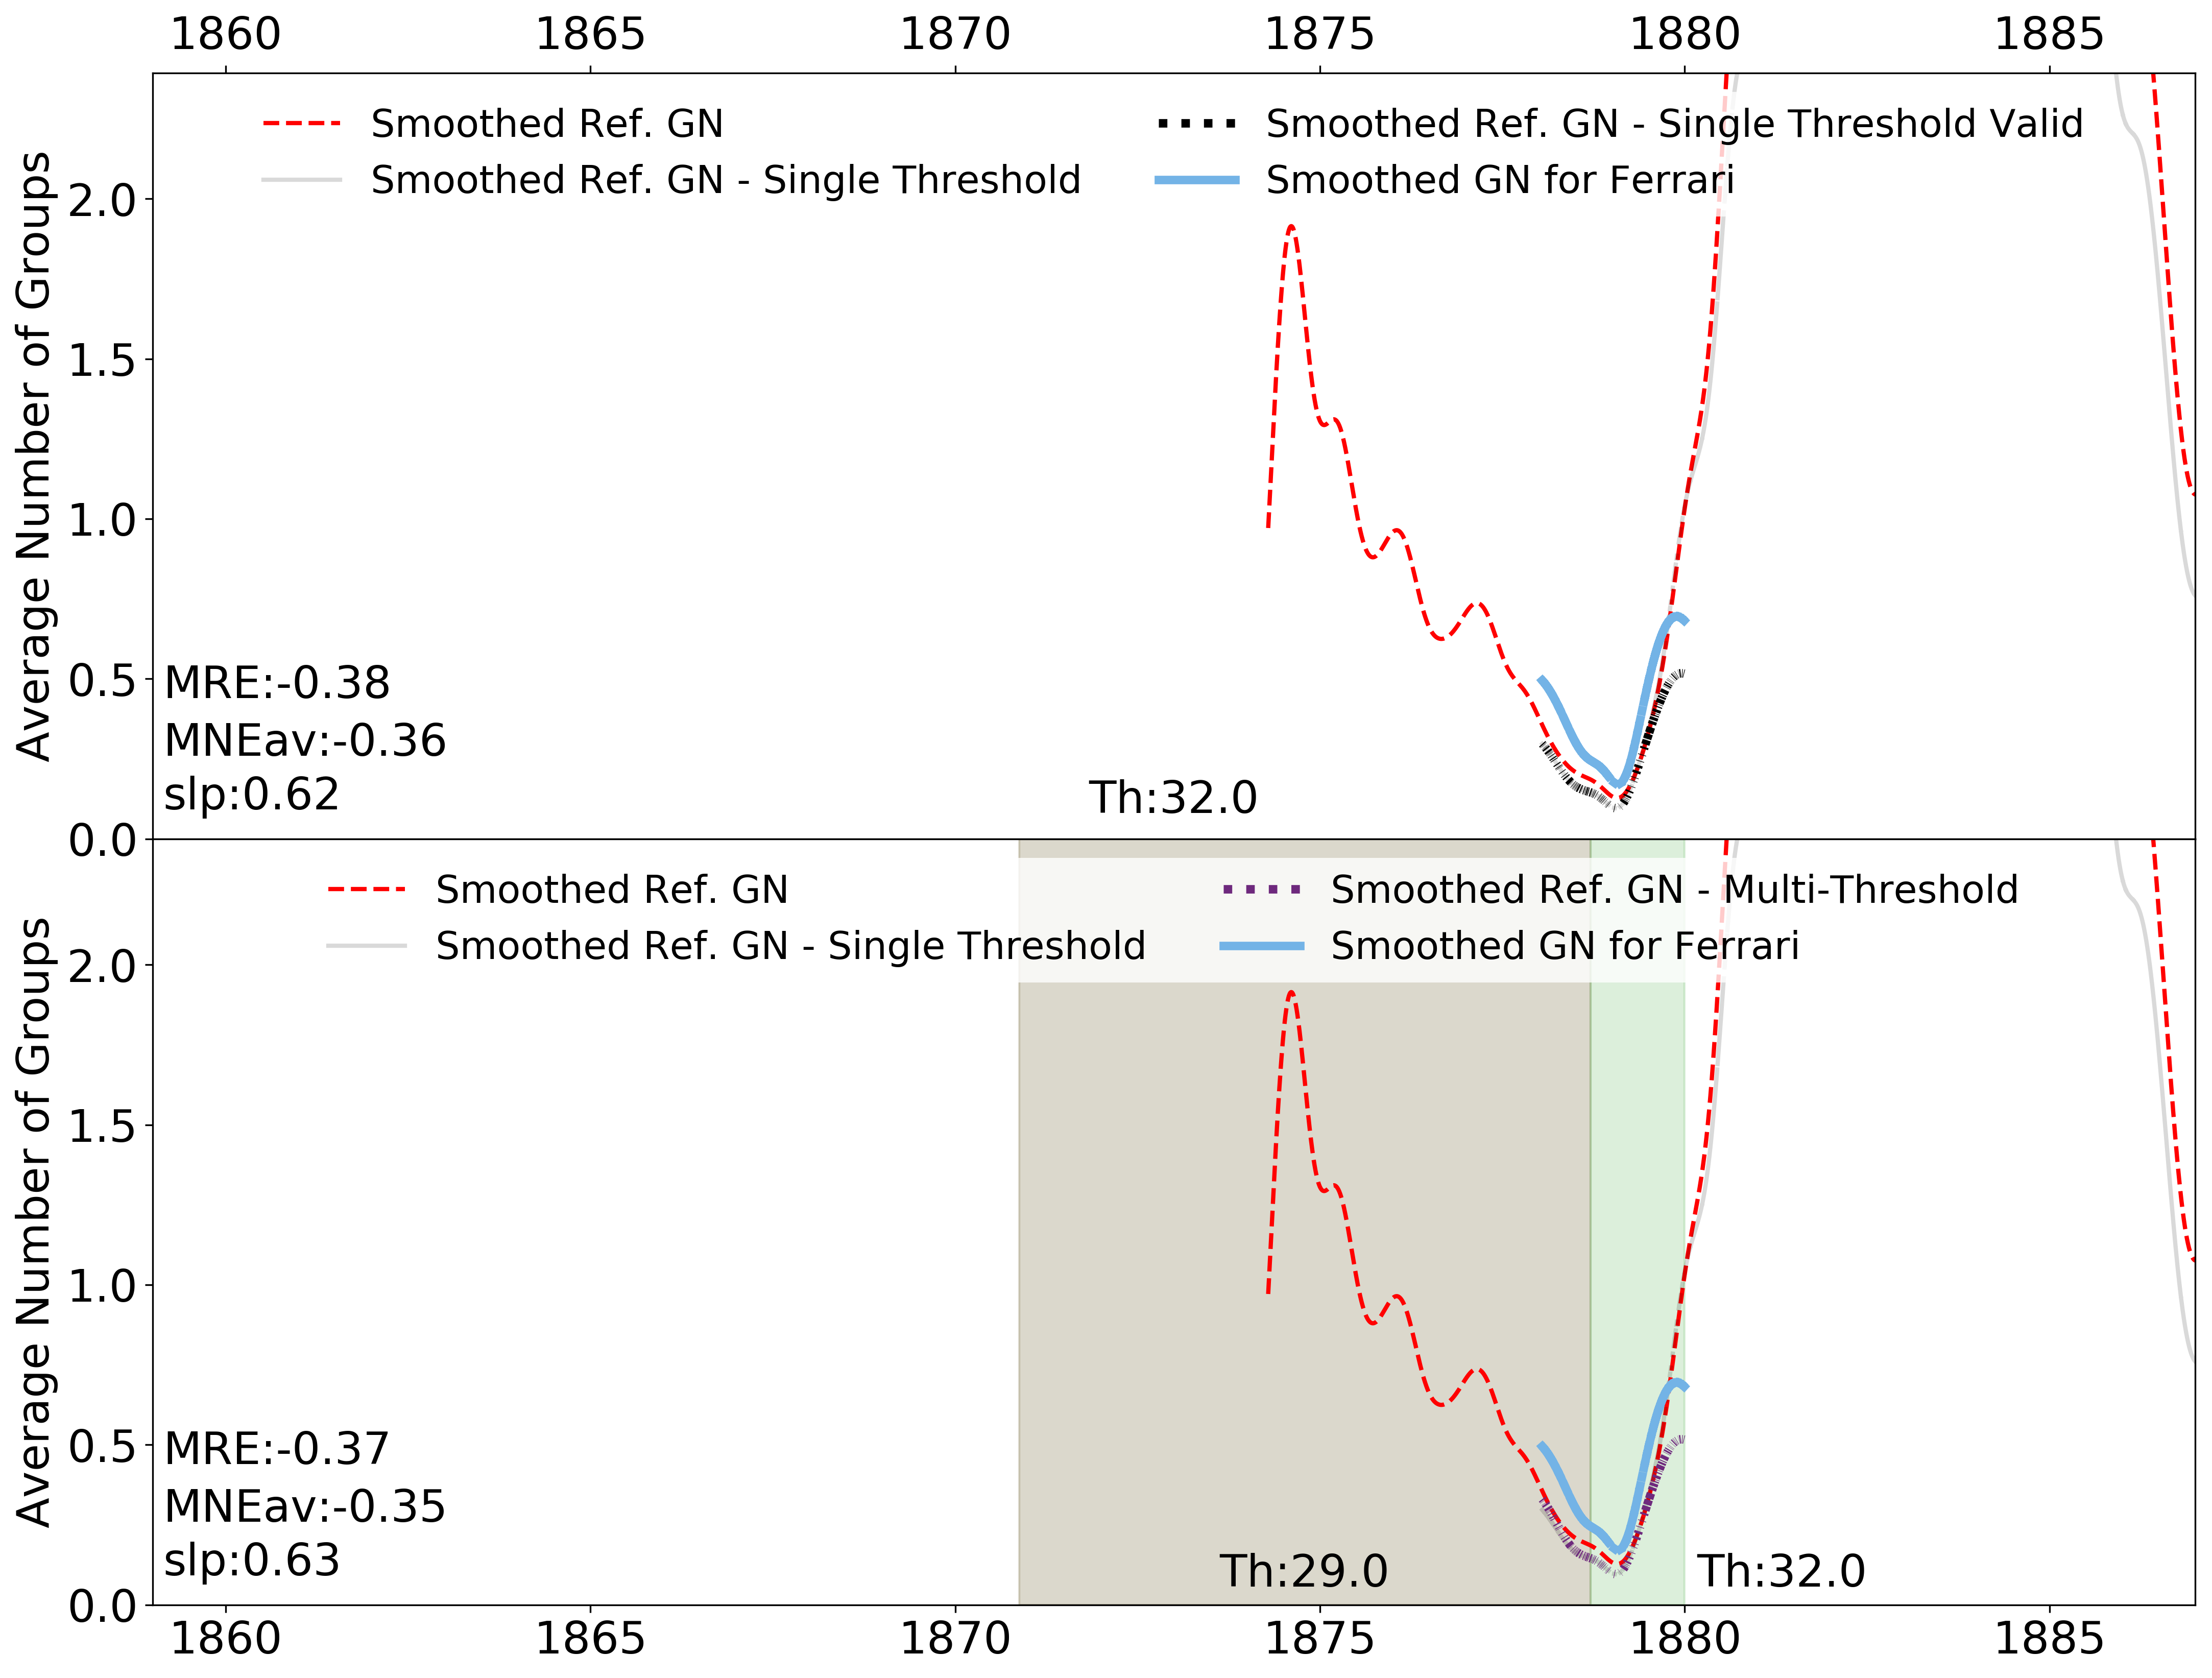 1860 1865 1870 1875 1880 1885
Smoothed Ref. GN
Smoothed Ref. GN - Single Threshold
Smoothed Ref. GN - Single Threshold Valid
Smoothed GN for Ferrari
Average Number of Groups
2.0
1.5
1.0
0.5
0.0
MRE:-0.38
MNEav:-0.36
slp:0.62
Th:32.0
Smoothed Ref. GN
Smoothed Ref. GN - Single Threshold
Smoothed Ref. GN - Multi-Threshold
Smoothed GN for Ferrari
Average Number of Groups
2.0
1.5
1.0
0.5
0.0
MRE:-0.37
MNEav:-0.35
slp:0.63
Th:29.0
Th:32.0
1860 1865 1870 1875 1880 1885